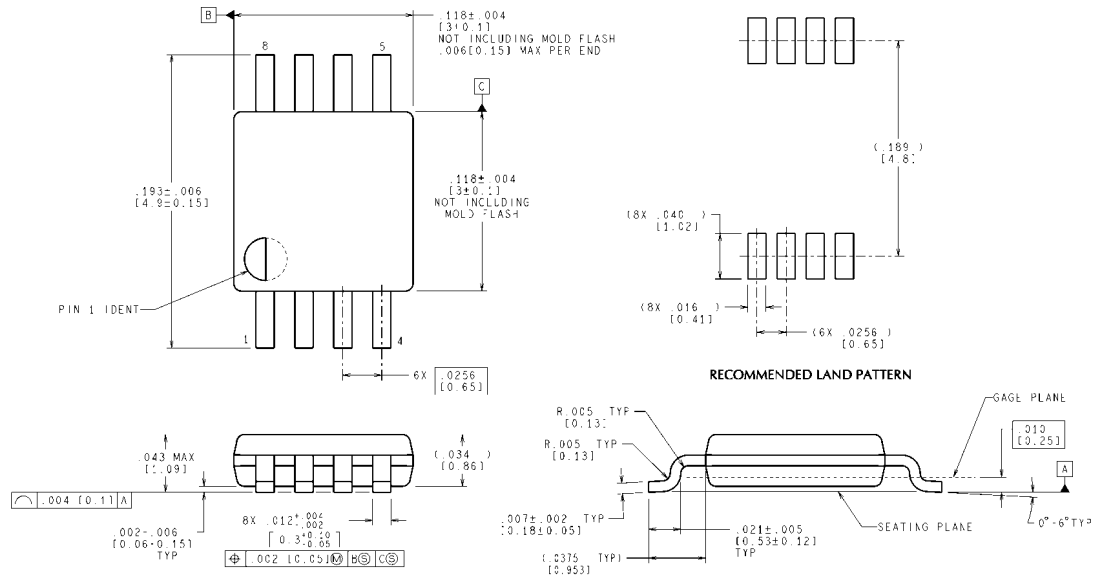 B
.118±.004
[3±0.1]
NOT INCLUDING MOLD FLASH
.006[0.15] MAX PER END
8
5
C
.193±.006
[4.9±0.15]
.118±.004
[3±0.1]
NOT INCLUDING
MOLD FLASH
PIN 1 IDENT
1
4
6X .0256
[0.65]
(.189 )
[4.8]
(8X .040 )
[1.02]
(8X .016 )
[0.41]
(6X .0256 )
[0.65]
RECOMMENDED LAND PATTERN
.043 MAX
[1.09]
(.034 )
[0.86]
⌓ .004 [0.1] A
.002-.006
[0.06-0.15]
TYP
8X .012 +.004 -.002
[0.3 +0.10 -0.05]
⌖ .002 [0.05]Ⓜ BⓈ CⓈ
R.005 TYP
[0.13]
R.005 TYP
[0.13]
GAGE PLANE
.010
[0.25]
A
0°-6° TYP
SEATING PLANE
.007±.002 TYP
[0.18±0.05]
.021±.005
[0.53±0.12]
TYP
(.0375 TYP)
[0.953]